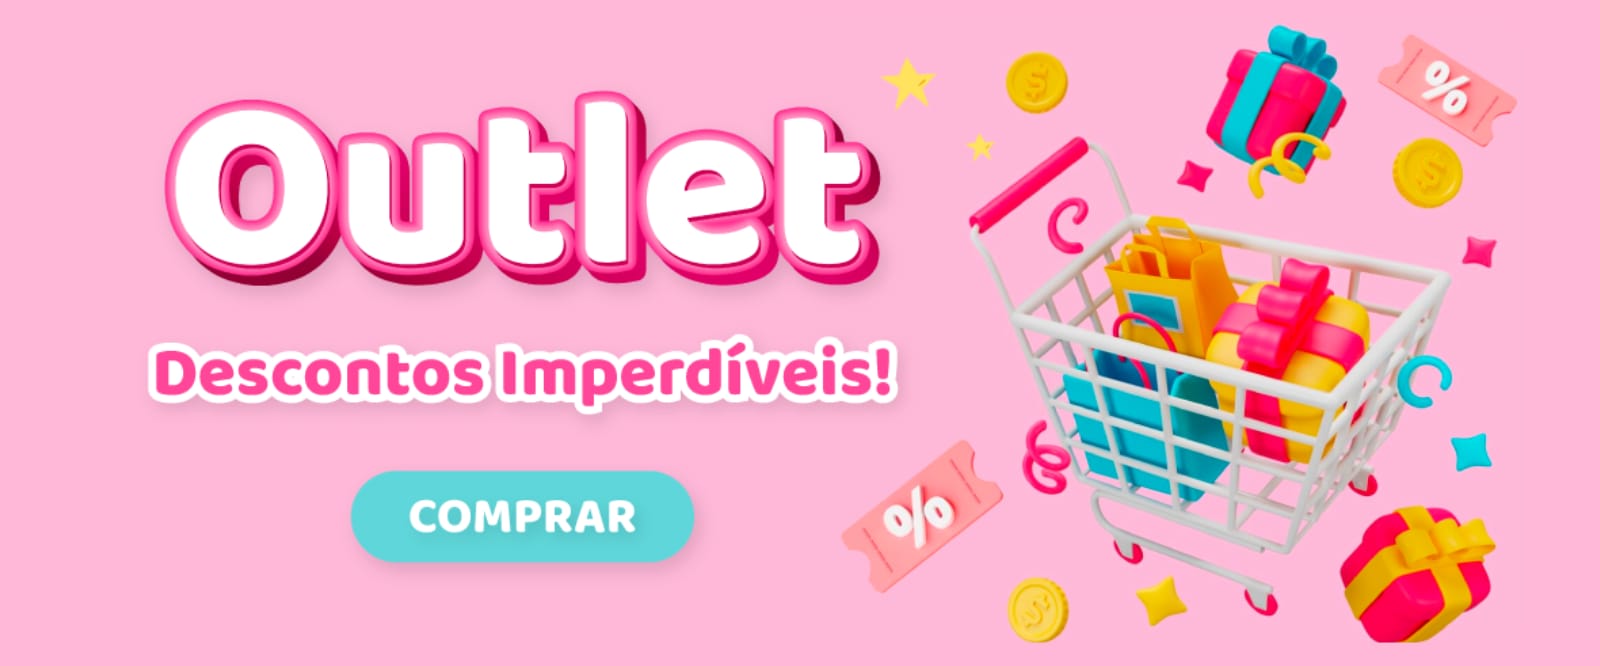 Outlet
Descontos Imperdíveis!
COMPRAR
%
%
$
$
$